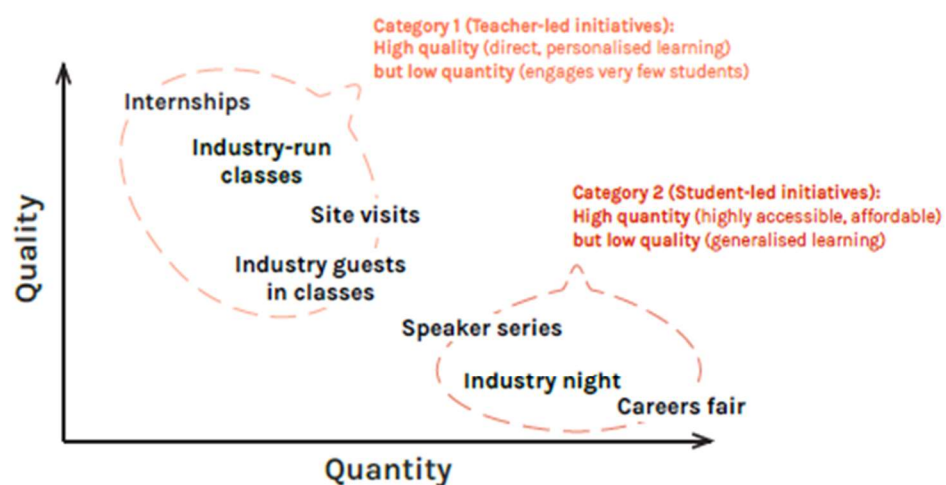 Category 1 (Teacher-led initiatives):
High quality (direct, personalised learning)
but low quantity (engages very few students)
Internships
Industry-run
classes
Site visits
Industry guests
in classes
Category 2 (Student-led initiatives):
High quantity (highly accessible, affordable)
but low quality (generalised learning)
Speaker series
Industry night
Careers fair
Quality
Quantity